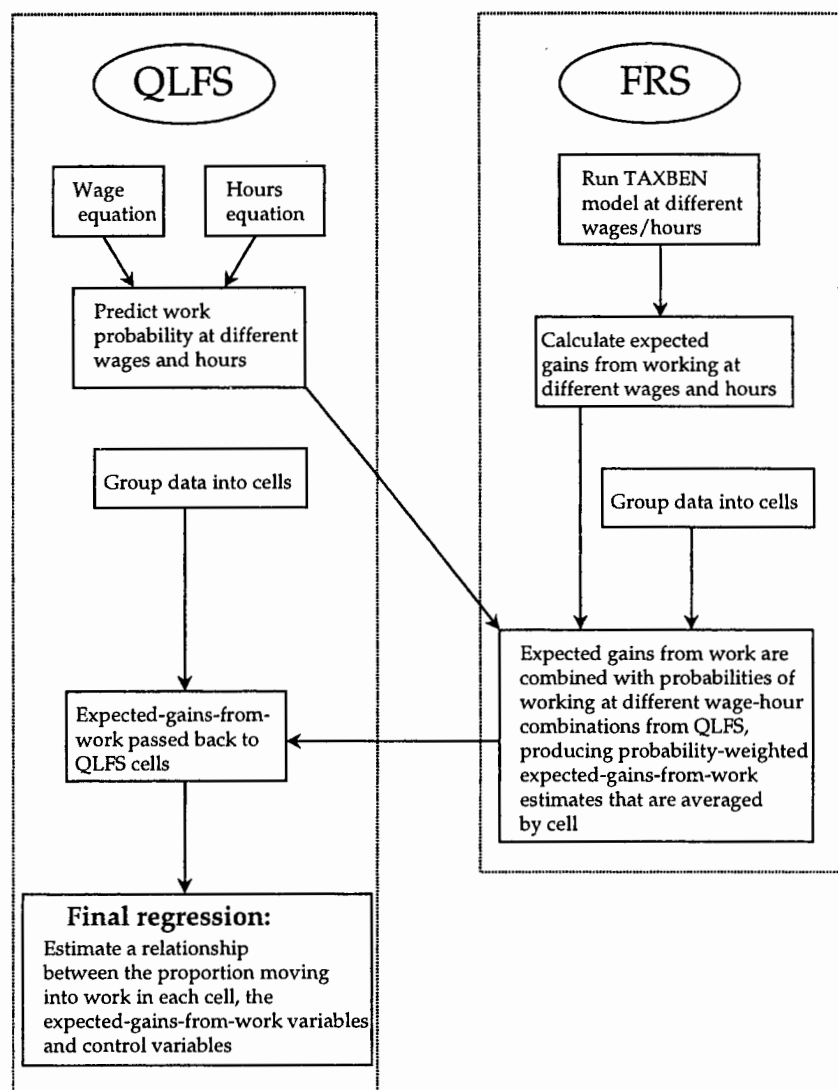 QLFS
Wage
equation
Hours
equation
Predict work
probability at different
wages and hours
Group data into cells
Expected-gains-from-
work passed back to
QLFS cells
Final regression:
Estimate a relationship
between the proportion moving
into work in each cell, the
expected-gains-from-work variables
and control variables
FRS
Run TAXBEN
model at different
wages/hours
Calculate expected
gains from working at
different wages and hours
Group data into cells
Expected gains from work are
combined with probabilities of
working at different wage-hour
combinations from QLFS,
producing probability-weighted
expected-gains-from-work
estimates that are averaged
by cell